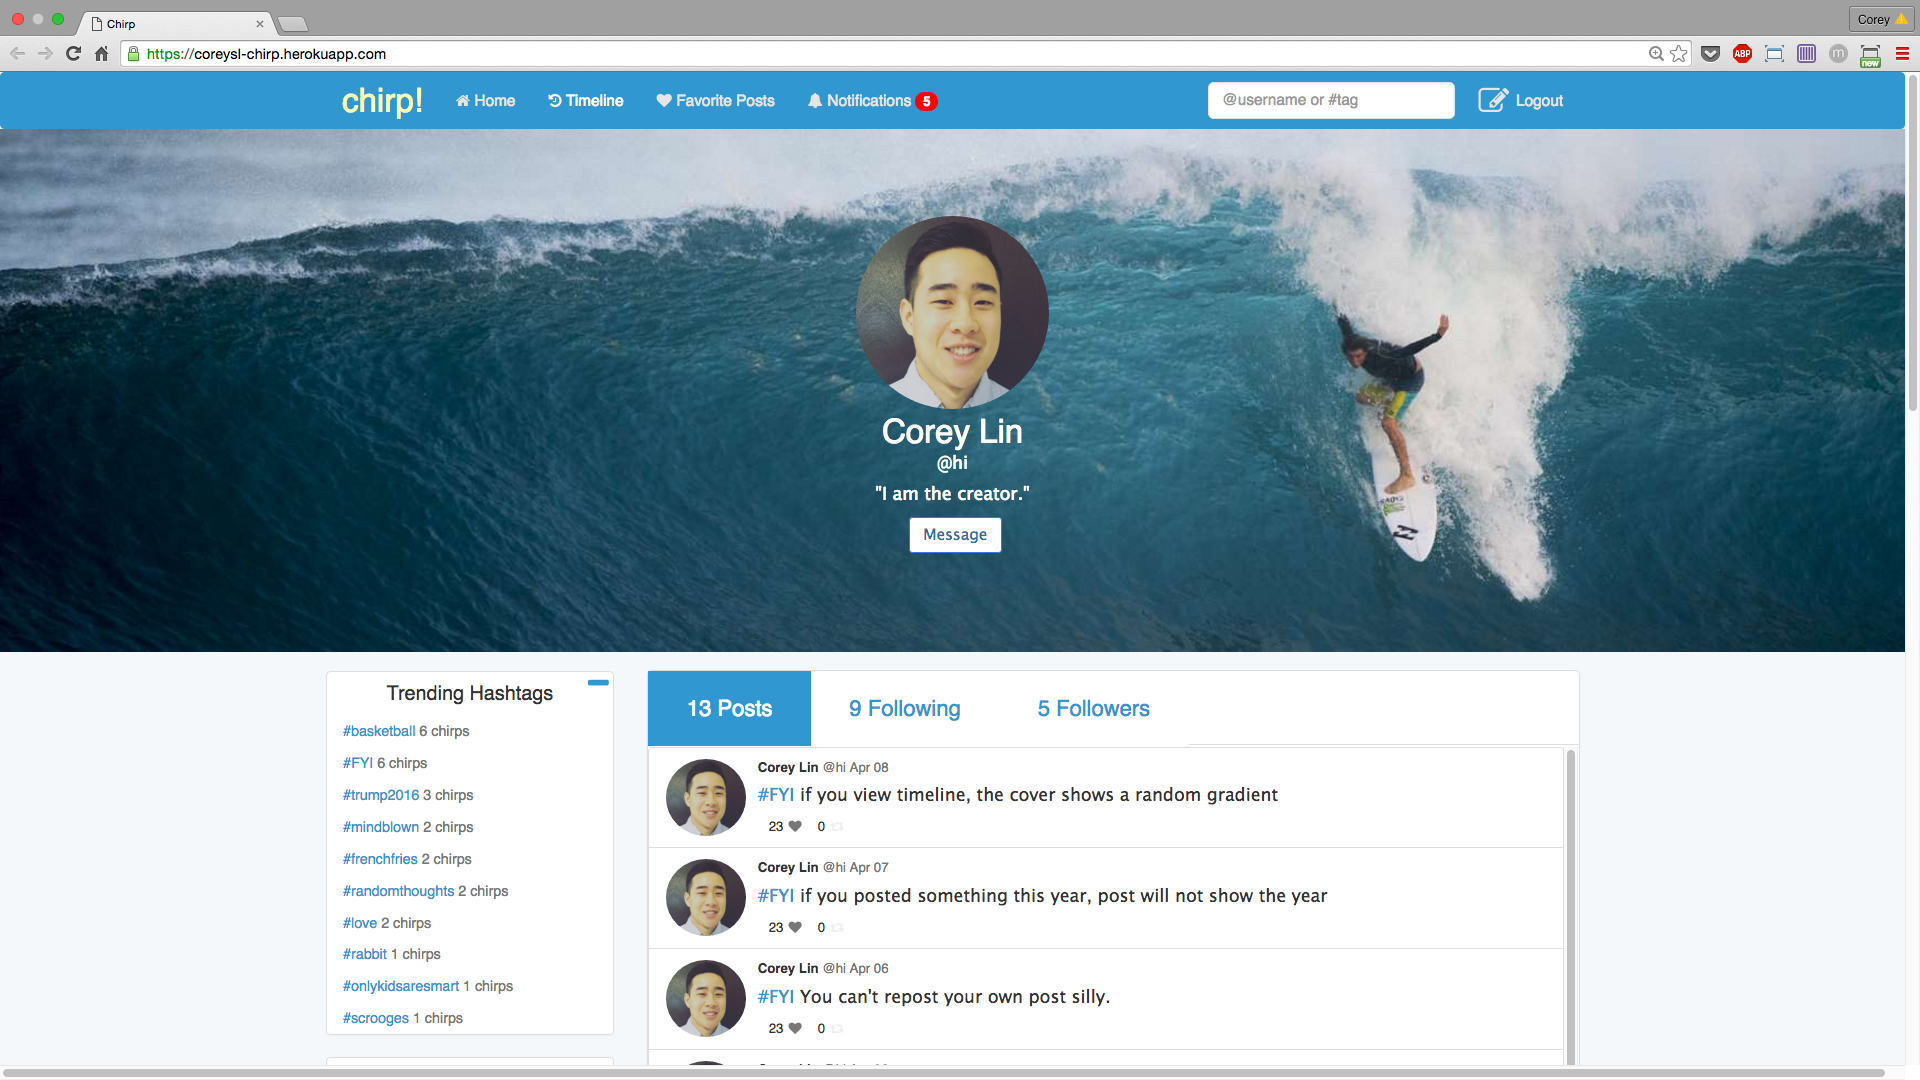 Chirp
Corey
https://coreysl-chirp.herokuapp.com
ABP
m
new
chirp!
Home
Timeline
Favorite Posts
Notifications 5
@username or #tag
Logout
Corey Lin
@hi
"I am the creator."
Message
Trending Hashtags
#basketball 6 chirps
#FYI 6 chirps
#trump2016 3 chirps
#mindblown 2 chirps
#frenchfries 2 chirps
#randomthoughts 2 chirps
#love 2 chirps
#rabbit 1 chirps
#onlykidsaresmart 1 chirps
#scrooges 1 chirps
13 Posts
9 Following
5 Followers
Corey Lin @hi Apr 08
#FYI if you view timeline, the cover shows a random gradient
23 0
Corey Lin @hi Apr 07
#FYI if you posted something this year, post will not show the year
23 0
Corey Lin @hi Apr 06
#FYI You can't repost your own post silly.
23 0